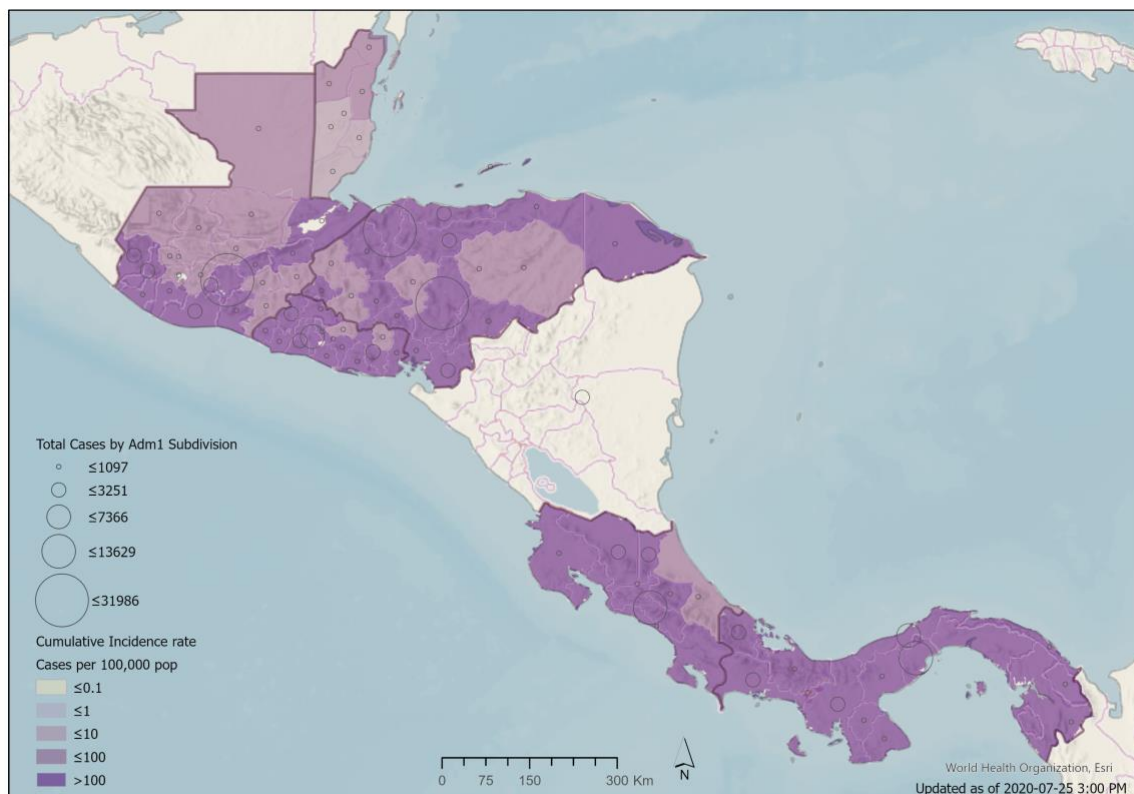 Total Cases by Adm1 Subdivision
≤1097
≤3251
≤7366
≤13629
≤31986
Cumulative Incidence rate
Cases per 100,000 pop
≤0.1
≤1
≤10
≤100
>100
0 75 150 300 Km
N
World Health Organization, Esri
Updated as of 2020-07-25 3:00 PM